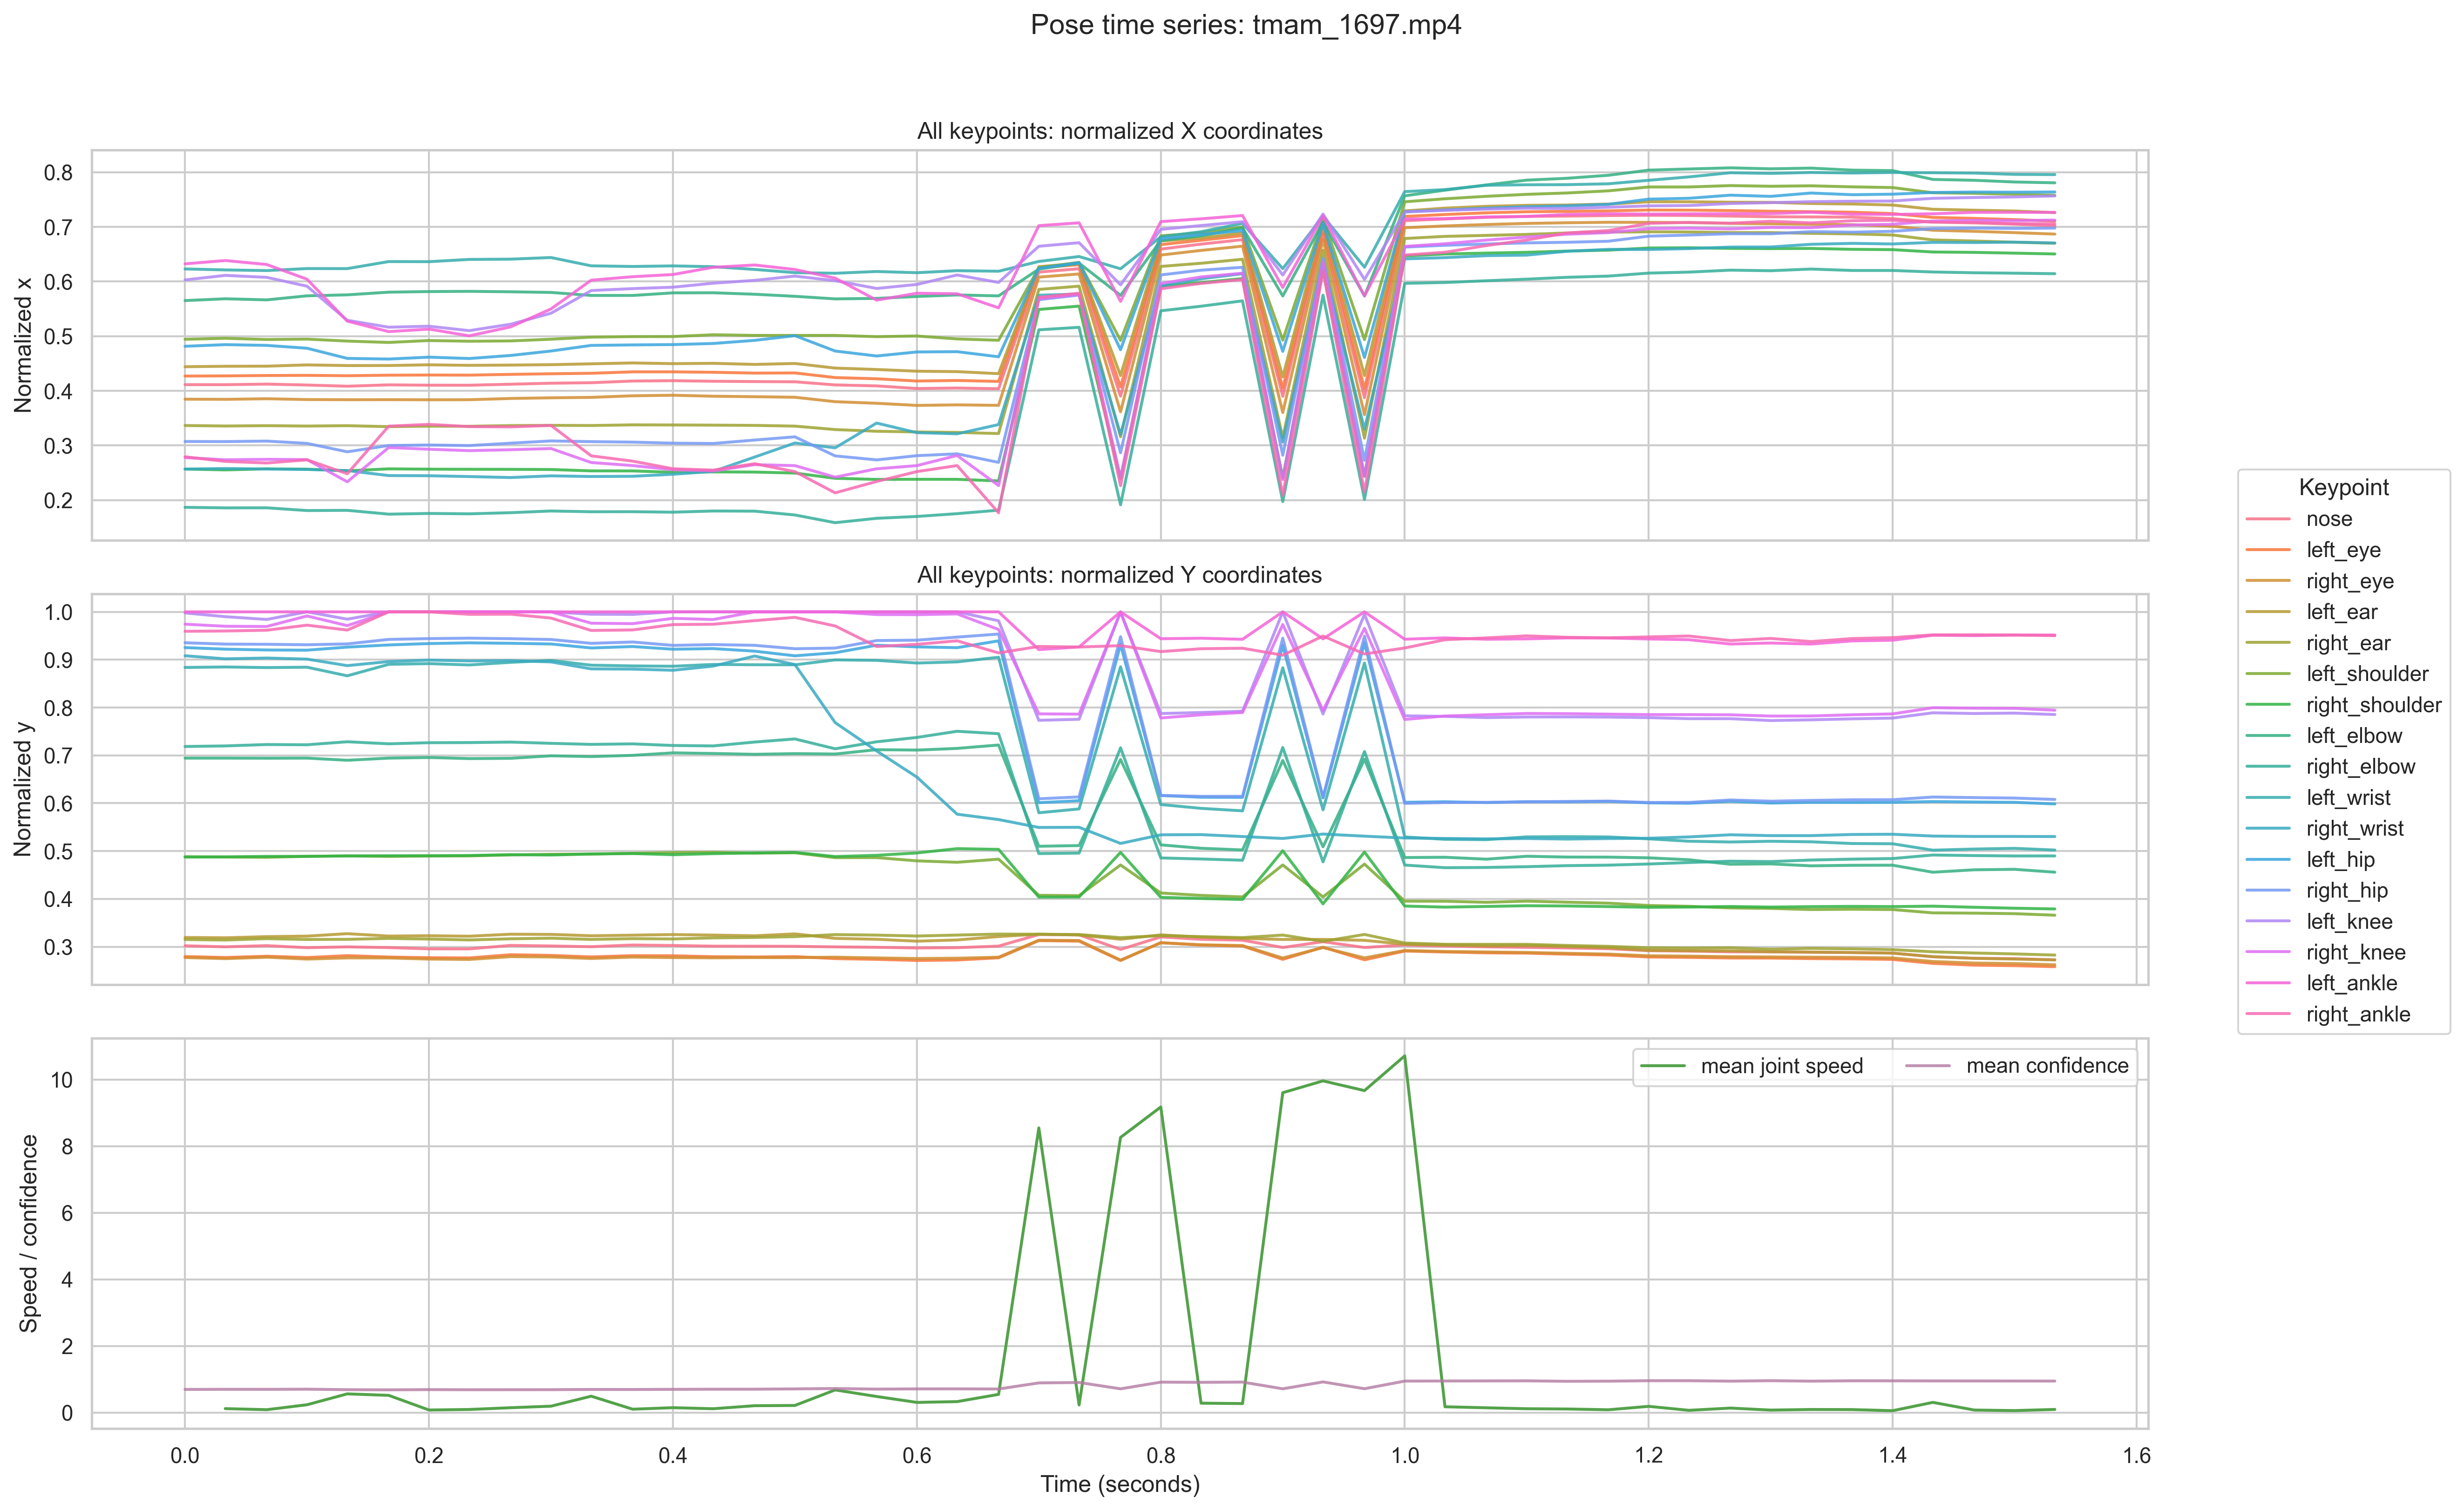 Pose time series: tmam_1697.mp4
All keypoints: normalized X coordinates
Normalized x
0.8
0.7
0.6
0.5
0.4
0.3
0.2
All keypoints: normalized Y coordinates
Normalized y
1.0
0.9
0.8
0.7
0.6
0.5
0.4
0.3
Keypoint
nose
left_eye
right_eye
left_ear
right_ear
left_shoulder
right_shoulder
left_elbow
right_elbow
left_wrist
right_wrist
left_hip
right_hip
left_knee
right_knee
left_ankle
right_ankle
Speed / confidence
10
8
6
4
2
0
mean joint speed mean confidence
0.0 0.2 0.4 0.6 0.8 1.0 1.2 1.4 1.6
Time (seconds)